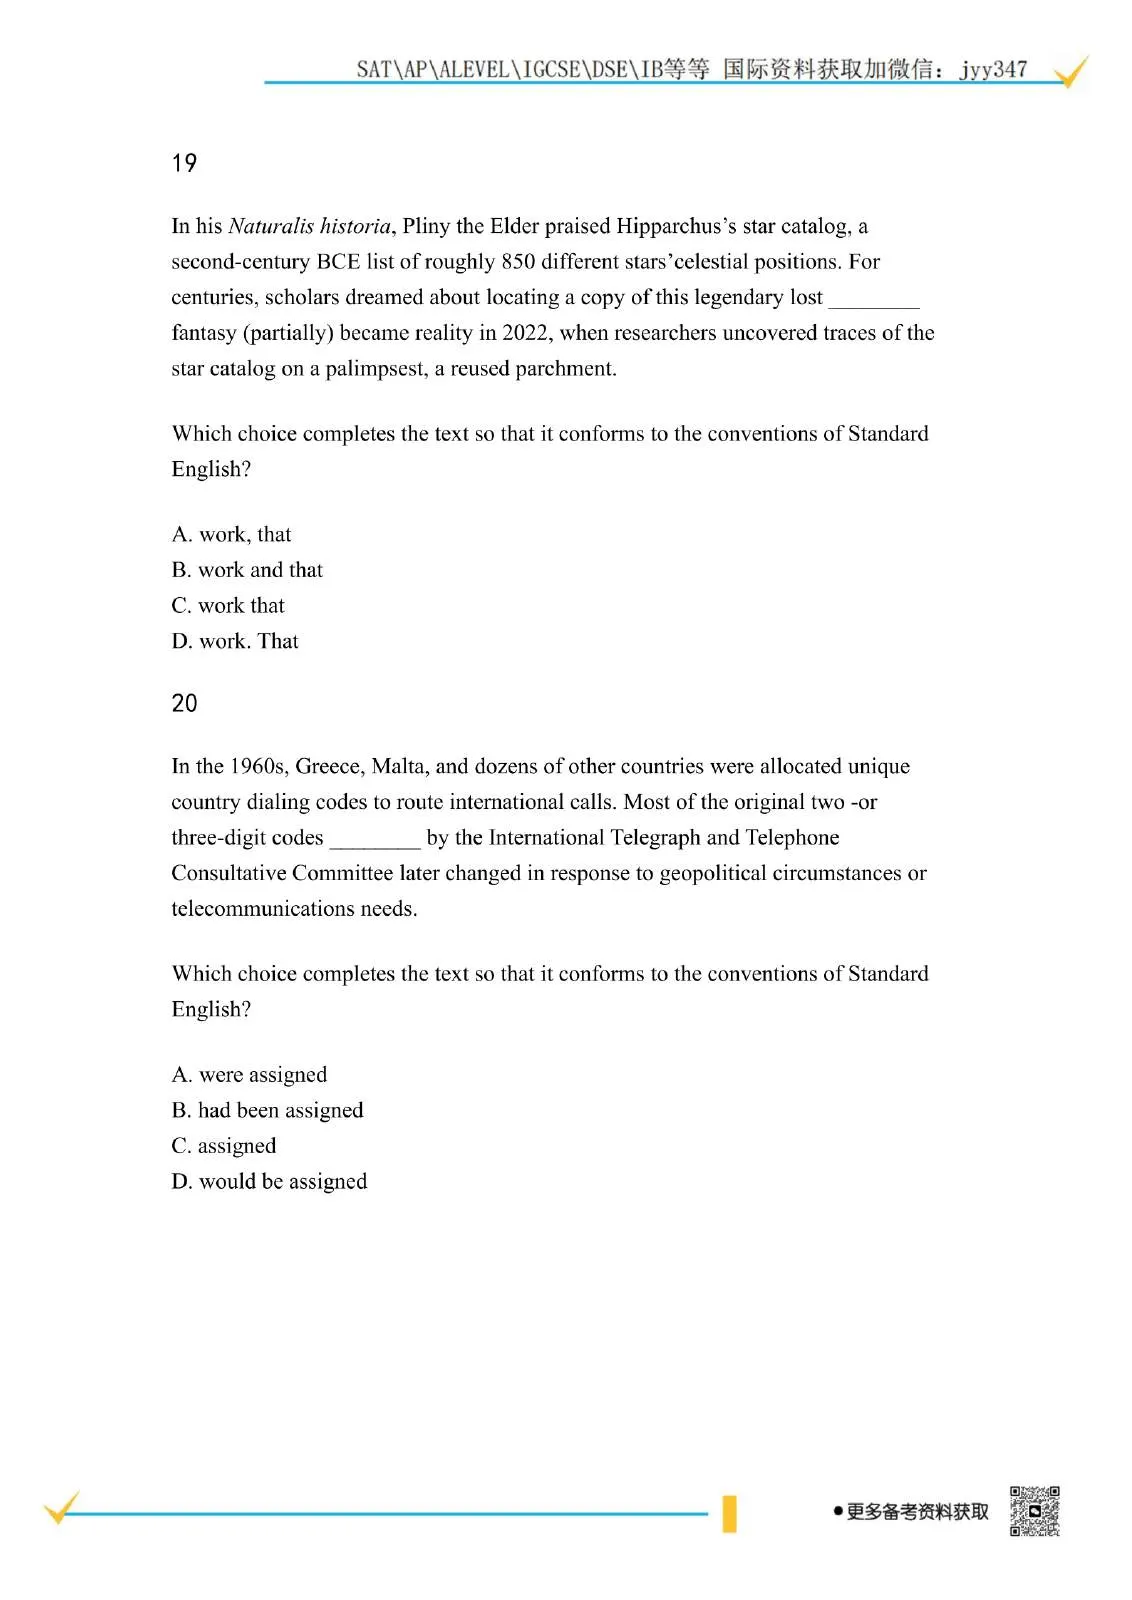 SAT\AP\ALEVEL\IGCSE\DSE\IB等等 国际资料获取加微信：jyy347
19
In his Naturalis historia, Pliny the Elder praised Hipparchus’s star catalog, a
second-century BCE list of roughly 850 different stars’celestial positions. For
centuries, scholars dreamed about locating a copy of this legendary lost ________
fantasy (partially) became reality in 2022, when researchers uncovered traces of the
star catalog on a palimpsest, a reused parchment.
Which choice completes the text so that it conforms to the conventions of Standard
English?
A. work, that
B. work and that
C. work that
D. work. That
20
In the 1960s, Greece, Malta, and dozens of other countries were allocated unique
country dialing codes to route international calls. Most of the original two -or
three-digit codes ________ by the International Telegraph and Telephone
Consultative Committee later changed in response to geopolitical circumstances or
telecommunications needs.
Which choice completes the text so that it conforms to the conventions of Standard
English?
A. were assigned
B. had been assigned
C. assigned
D. would be assigned
●更多备考资料获取